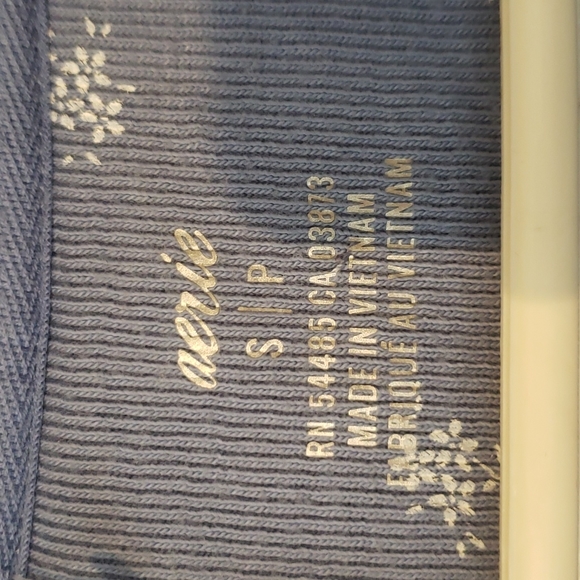 aerie
S | P
RN 54485 CA 03873
MADE IN VIETNAM
FABRIQUÉ AU VIETNAM